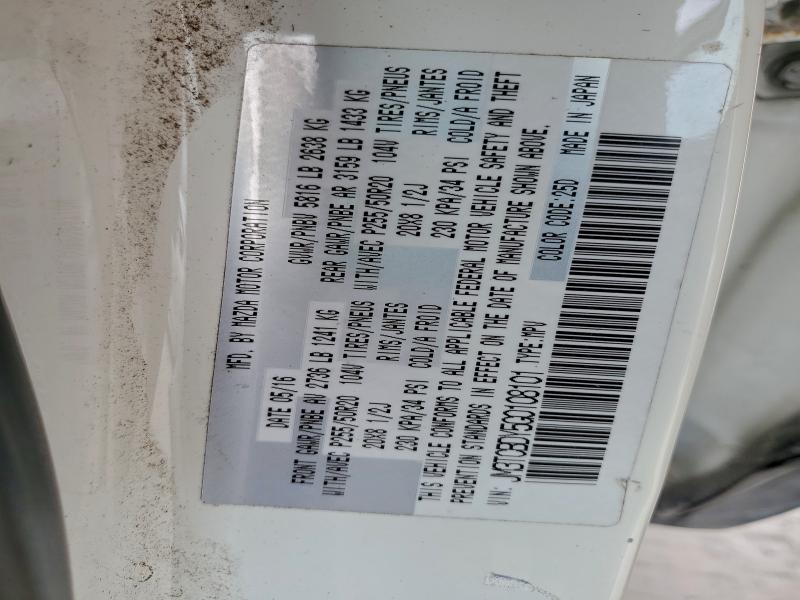 MFD. BY MAZDA MOTOR CORPORATION
DATE 05/16 GVWR/PNBV 5816 LB 2638 KG
FRONT GAWR/PNBE AV 2736 LB 1241 KG REAR GAWR/PNBE AR 3159 LB 1433 KG
WITH/AVEC P255/50R20 104V TIRES/PNEUS WITH/AVEC P255/50R20 104V TIRES/PNEUS
20X8 1/2J RIMS/JANTES 20X8 1/2J RIMS/JANTES
230 KPA/34 PSI COLD/A FROID 230 KPA/34 PSI COLD/A FROID
THIS VEHICLE CONFORMS TO ALL APPLICABLE FEDERAL MOTOR VEHICLE SAFETY AND THEFT
PREVENTION STANDARDS IN EFFECT ON THE DATE OF MANUFACTURE SHOWN ABOVE.
VIN: JM3TCBDY5G0108101 TYPE:MPV COLOR CODE:25D MADE IN JAPAN